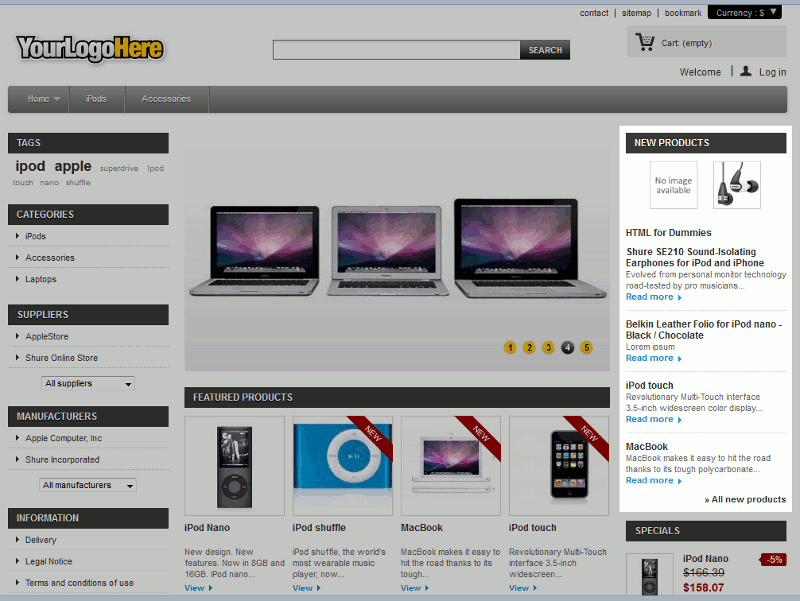 contact | sitemap | bookmark Currency : $ ▼
YourLogoHere
SEARCH
Cart: (empty)
Welcome | Log in
Home iPods Accessories
TAGS
ipod apple superdrive Ipod
touch nano shuffle
CATEGORIES
iPods
Accessories
Laptops
SUPPLIERS
AppleStore
Shure Online Store
All suppliers
MANUFACTURERS
Apple Computer, Inc
Shure Incorporated
All manufacturers
INFORMATION
Delivery
Legal Notice
Terms and conditions of use
1 2 3 4 5
FEATURED PRODUCTS
NEW
NEW
NEW
iPod Nano
New design. New
features. Now in 8GB and
16GB. iPod nano...
View
iPod shuffle
iPod shuffle, the world's
most wearable music
player, now...
View
MacBook
MacBook makes it easy to
hit the road thanks to its
tough...
View
iPod touch
Revolutionary Multi-Touch
interface 3.5-inch
widescreen...
View
NEW PRODUCTS
No image
available
HTML for Dummies
Shure SE210 Sound-Isolating
Earphones for iPod and iPhone
Evolved from personal monitor technology
road-tested by pro musicians...
Read more
Belkin Leather Folio for iPod nano -
Black / Chocolate
Lorem ipsum
Read more
iPod touch
Revolutionary Multi-Touch interface
3.5-inch widescreen color display...
Read more
MacBook
MacBook makes it easy to hit the road
thanks to its tough polycarbonate...
Read more
» All new products
SPECIALS
iPod Nano -5%
$166.39
$158.07